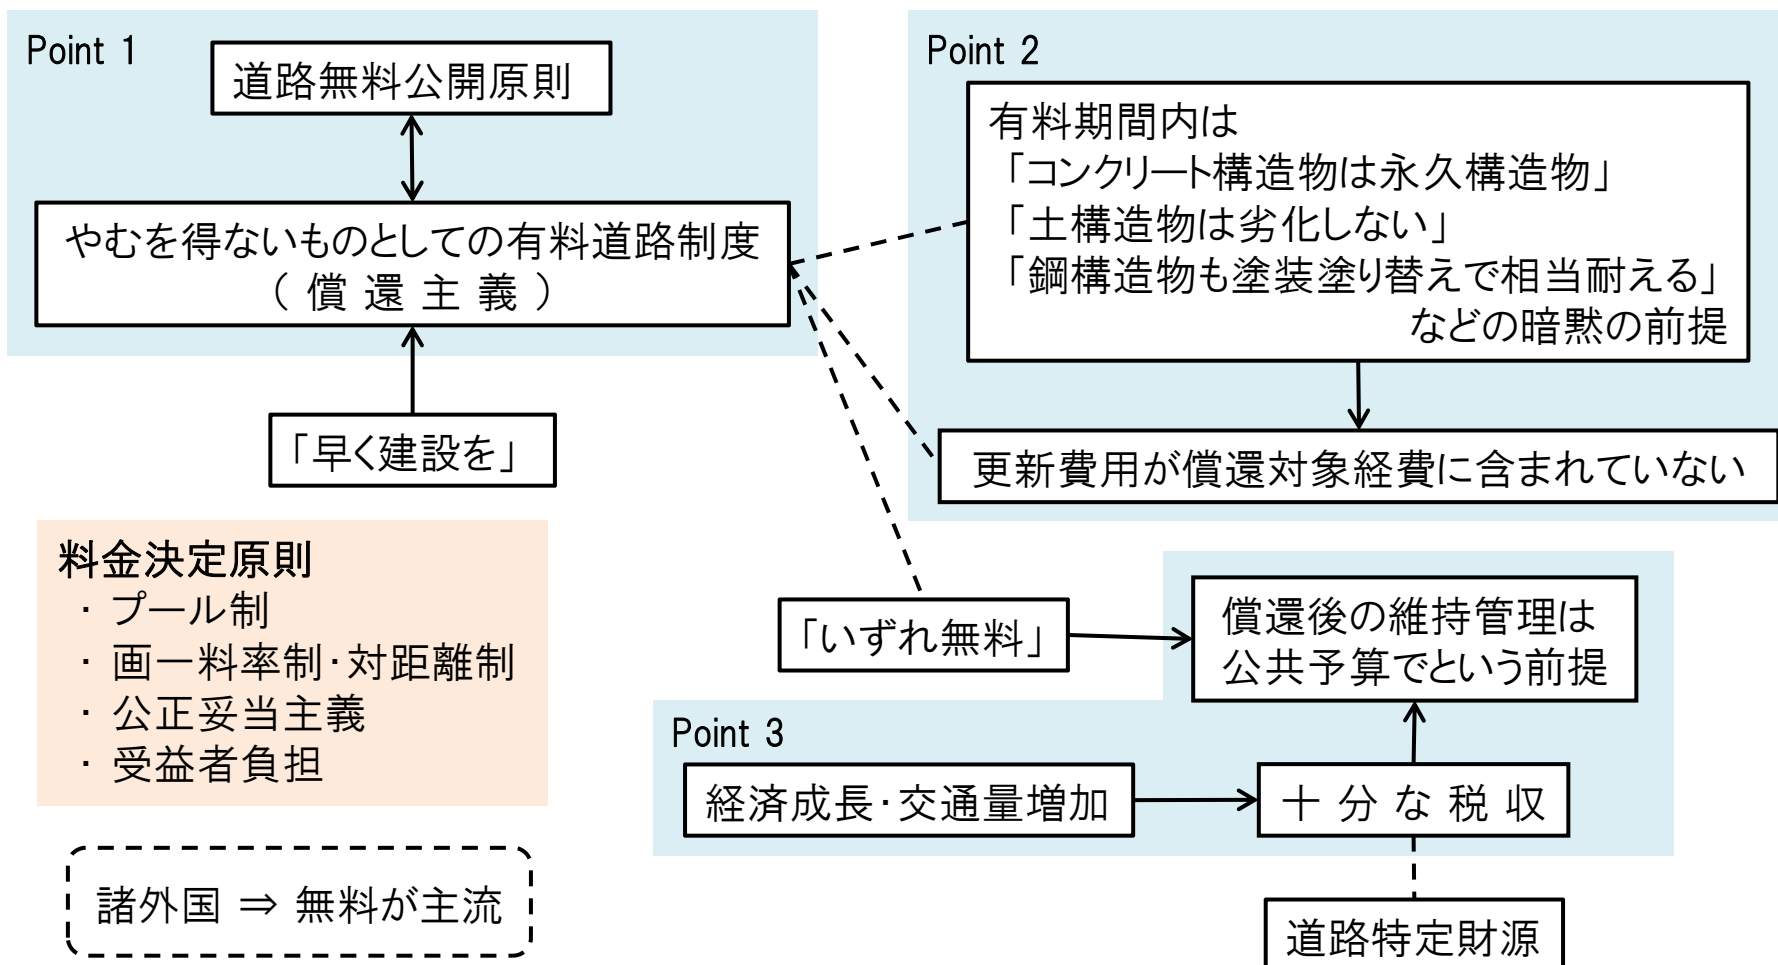 Point 1
道路無料公開原則
やむを得ないものとしての有料道路制度
（ 償 還 主 義 ）
「早く建設を」
Point 2
有料期間内は
「コンクリート構造物は永久構造物」
「土構造物は劣化しない」
「鋼構造物も塗装塗り替えで相当耐える」
などの暗黙の前提
更新費用が償還対象経費に含まれていない
料金決定原則
・ プール制
・ 画一料率制・対距離制
・ 公正妥当主義
・ 受益者負担
「いずれ無料」
償還後の維持管理は
公共予算でという前提
Point 3
経済成長・交通量増加
十 分 な 税 収
道路特定財源
諸外国 ⇒ 無料が主流